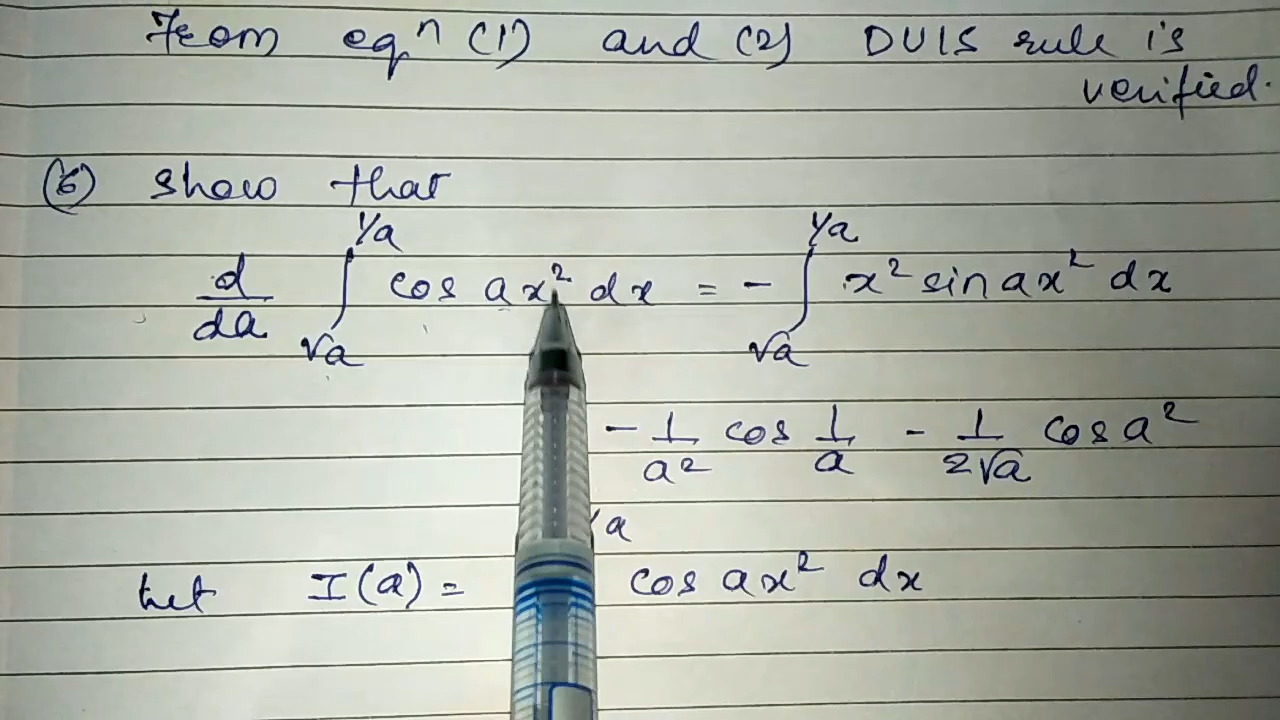 From eqn (1) and (2) DUIS rule is
verified.
(6) show that
d/da ∫_{√a}^{1/a} cos ax² dx = - ∫_{√a}^{1/a} x² sin ax² dx
- 1/a² cos 1/a - 1/2√a cos a²
Let I(a) = a cos ax² dx